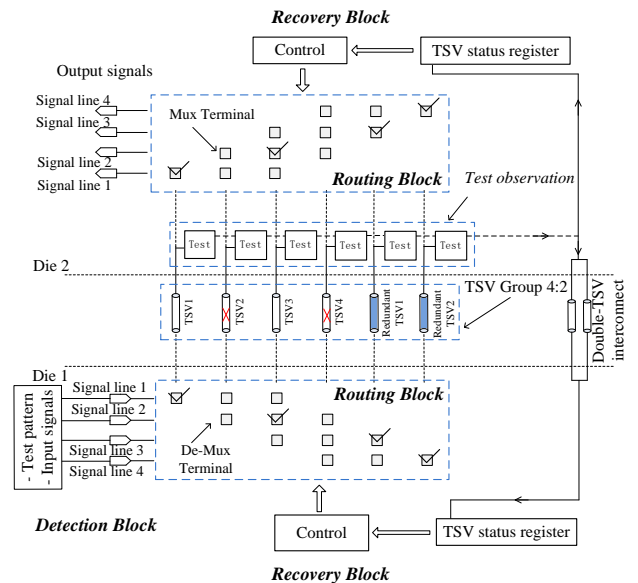 Recovery Block
Control
TSV status register
Output signals
Signal line 4
Signal line 3
Signal line 2
Signal line 1
Mux Terminal
Routing Block
Test observation
Test
Test
Test
Test
Test
Test
Die 2
TSV Group 4:2
TSV1
TSV2
TSV3
TSV4
Redundant
TSV1
Redundant
TSV2
Double-TSV
interconnect
Die 1
- Test pattern
- Input signals
Signal line 1
Signal line 2
Signal line 3
Signal line 4
Routing Block
De-Mux
Terminal
Detection Block
Control
TSV status register
Recovery Block